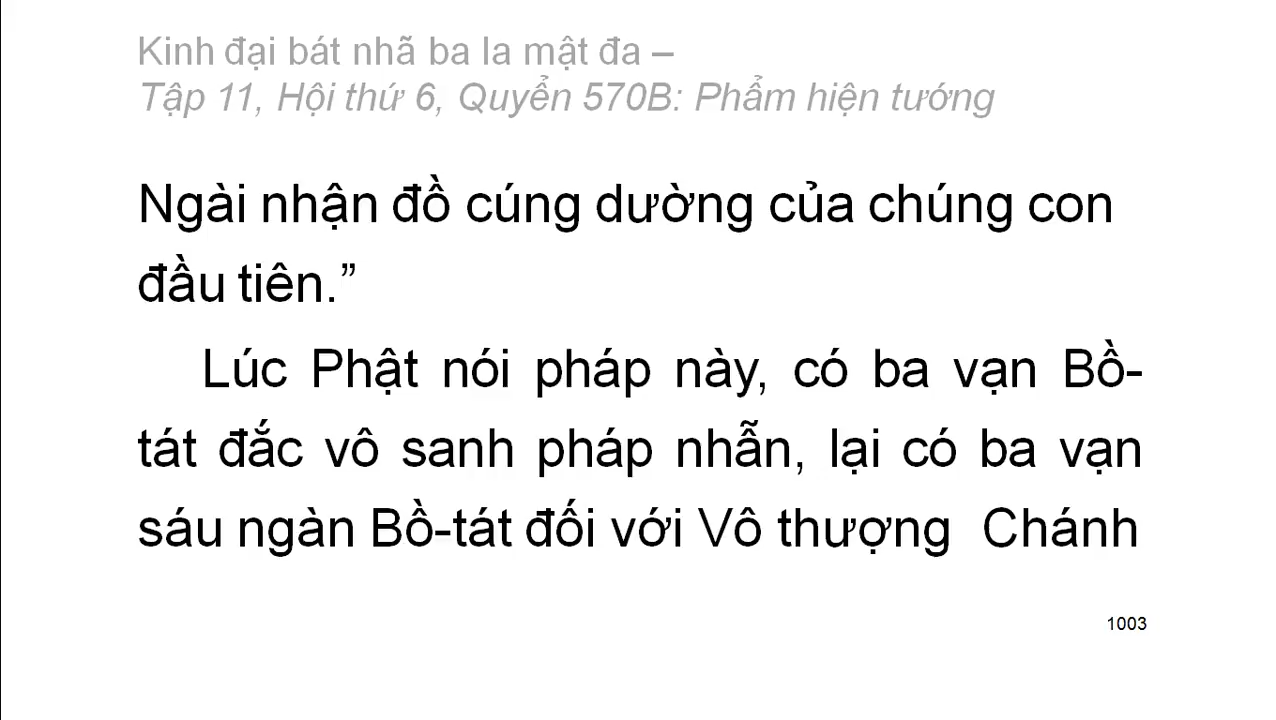 Kinh đại bát nhã ba la mật đa –
Tập 11, Hội thứ 6, Quyển 570B: Phẩm hiện tướng
Ngài nhận đồ cúng dường của chúng con
đầu tiên.”
Lúc Phật nói pháp này, có ba vạn Bồ-
tát đắc vô sanh pháp nhẫn, lại có ba vạn
sáu ngàn Bồ-tát đối với Vô thượng Chánh
1003